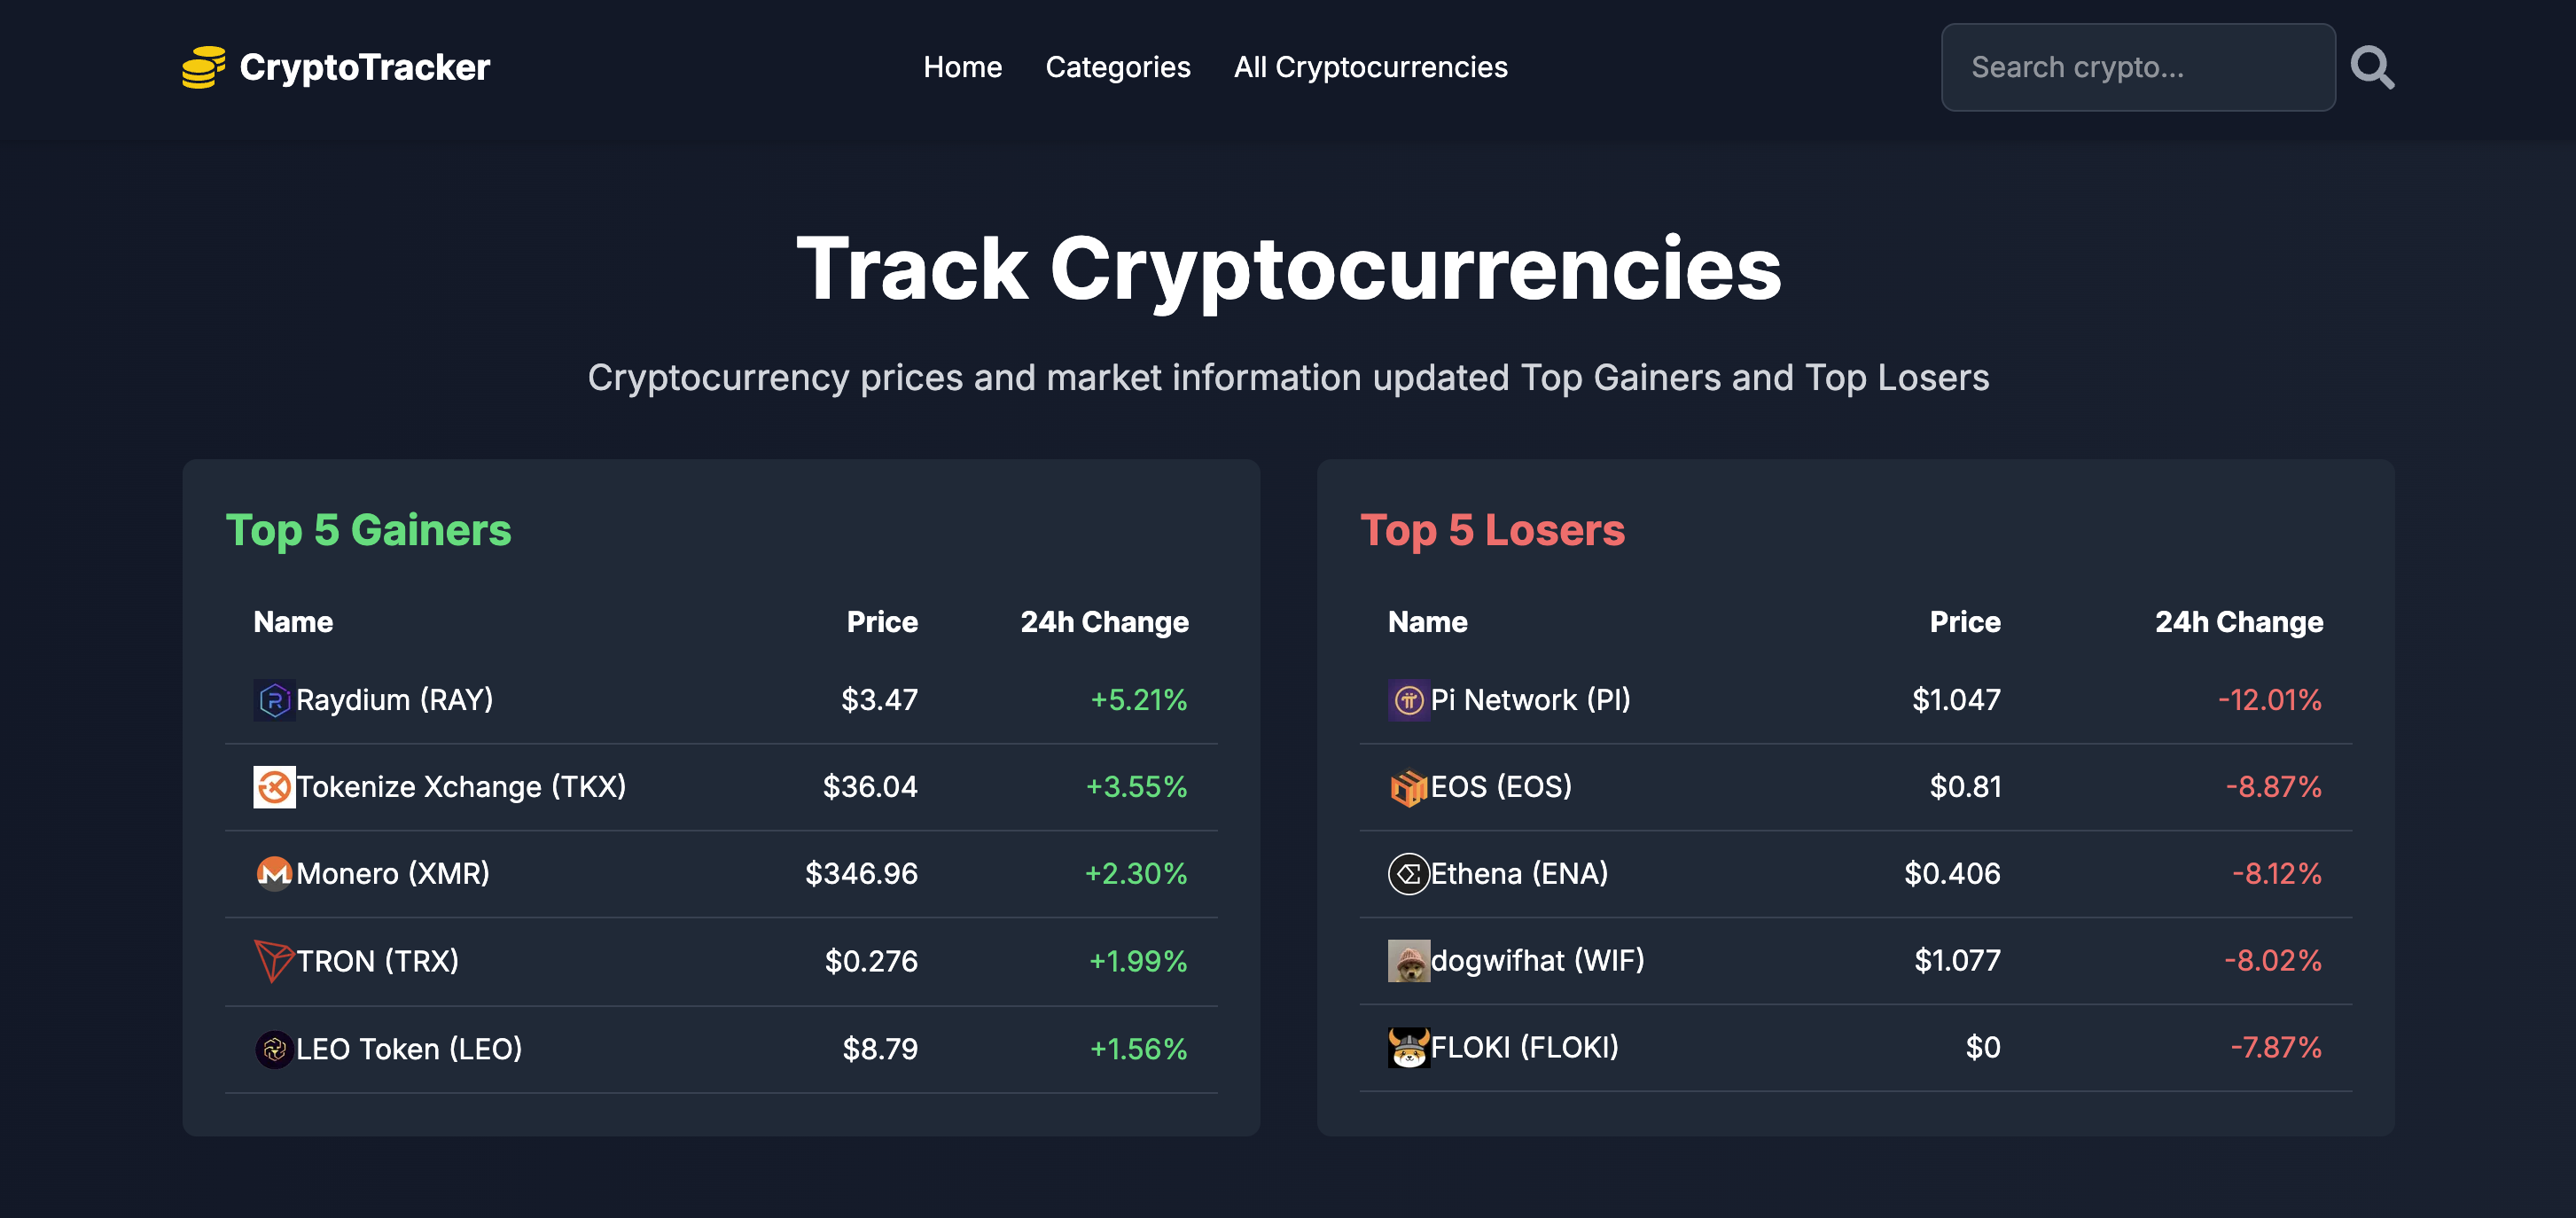 CryptoTracker
Home Categories All Cryptocurrencies
Search crypto...
Track Cryptocurrencies
Cryptocurrency prices and market information updated Top Gainers and Top Losers
Top 5 Gainers
Name Price 24h Change
Raydium (RAY) $3.47 +5.21%
Tokenize Xchange (TKX) $36.04 +3.55%
Monero (XMR) $346.96 +2.30%
TRON (TRX) $0.276 +1.99%
LEO Token (LEO) $8.79 +1.56%
Top 5 Losers
Name Price 24h Change
Pi Network (PI) $1.047 -12.01%
EOS (EOS) $0.81 -8.87%
Ethena (ENA) $0.406 -8.12%
dogwifhat (WIF) $1.077 -8.02%
FLOKI (FLOKI) $0 -7.87%